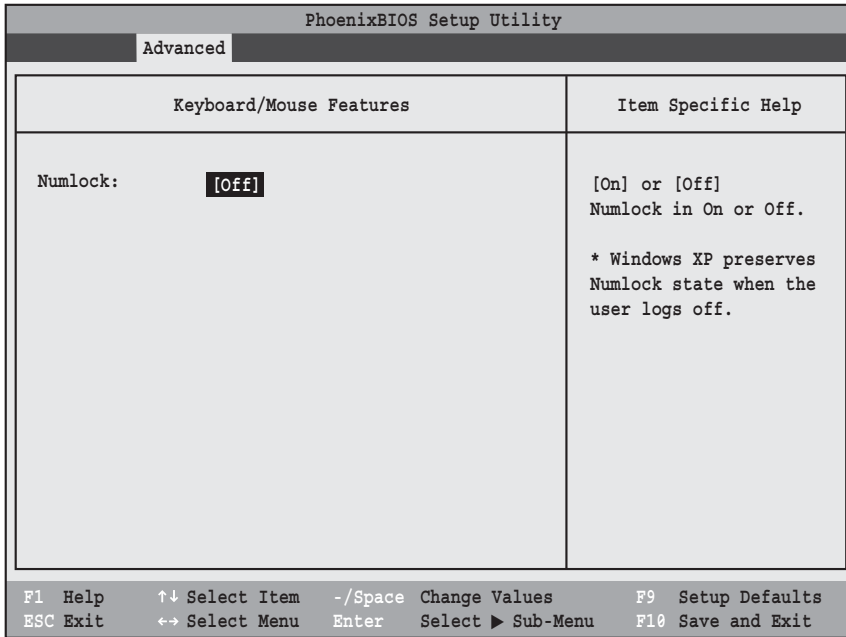 PhoenixBIOS Setup Utility
Advanced
Keyboard/Mouse Features
Item Specific Help
Numlock: [Off]
[On] or [Off]
Numlock in On or Off.
* Windows XP preserves
Numlock state when the
user logs off.
F1 Help ↑↓ Select Item -/Space Change Values F9 Setup Defaults
ESC Exit ←→ Select Menu Enter Select ▶ Sub-Menu F10 Save and Exit